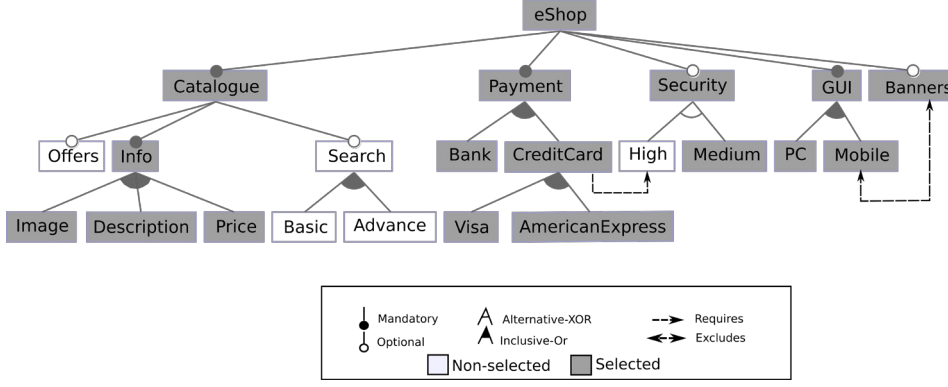 eShop
Catalogue
Payment
Security
GUI
Banners
Offers
Info
Search
Bank
CreditCard
High
Medium
PC
Mobile
Image
Description
Price
Basic
Advance
Visa
AmericanExpress
Mandatory
Alternative-XOR
Requires
Optional
Inclusive-Or
Excludes
Non-selected
Selected